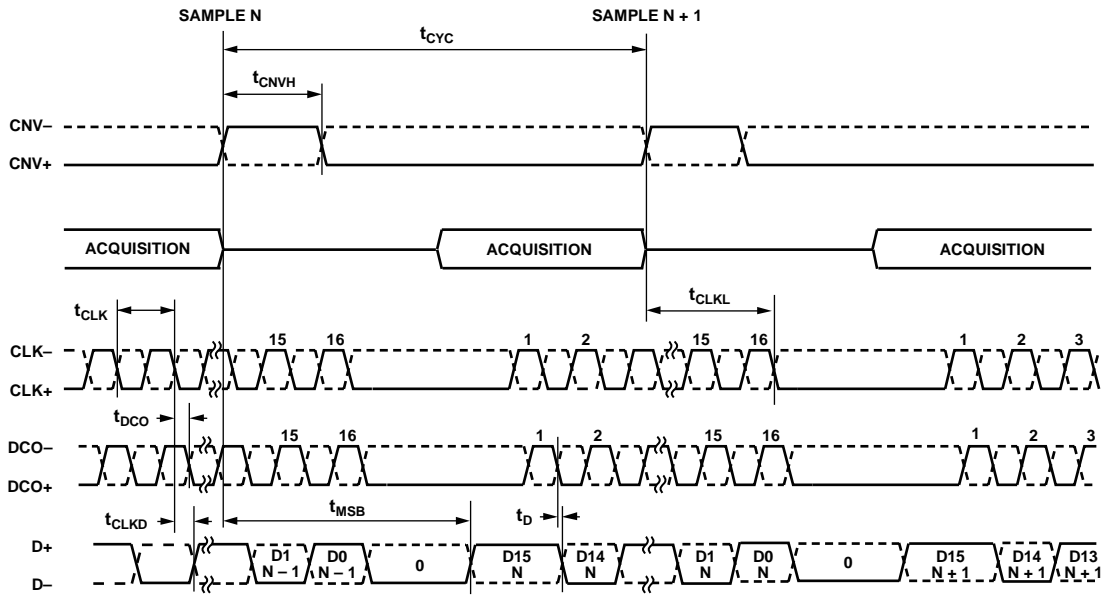 SAMPLE N SAMPLE N + 1
tCYC
tCNVH
CNV–
CNV+
ACQUISITION ACQUISITION ACQUISITION
tCLK tCLKL
15 16 1 2 15 16 1 2 3
CLK–
CLK+
tDCO
15 16 1 2 15 16 1 2 3
DCO–
DCO+
tCLKD tMSB tD
D+
D–
D1 D0 0 D15 D14 D1 D0 0 D15 D14 D13
N – 1 N – 1 N N N N N + 1 N + 1 N + 1